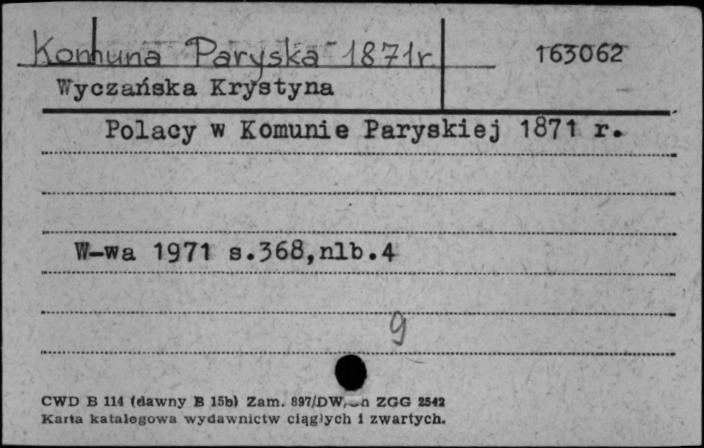 Komuna Paryska 1871r
163062
Wyczańska Krystyna
Polacy w Komunie Paryskiej 1871 r.
W-wa 1971 s.368,nlb.4
9
CWD B 114 (dawny B 15b) Zam. 897/DW, ZGG 2542
Karta katalogowa wydawnictw ciągłych i zwartych.